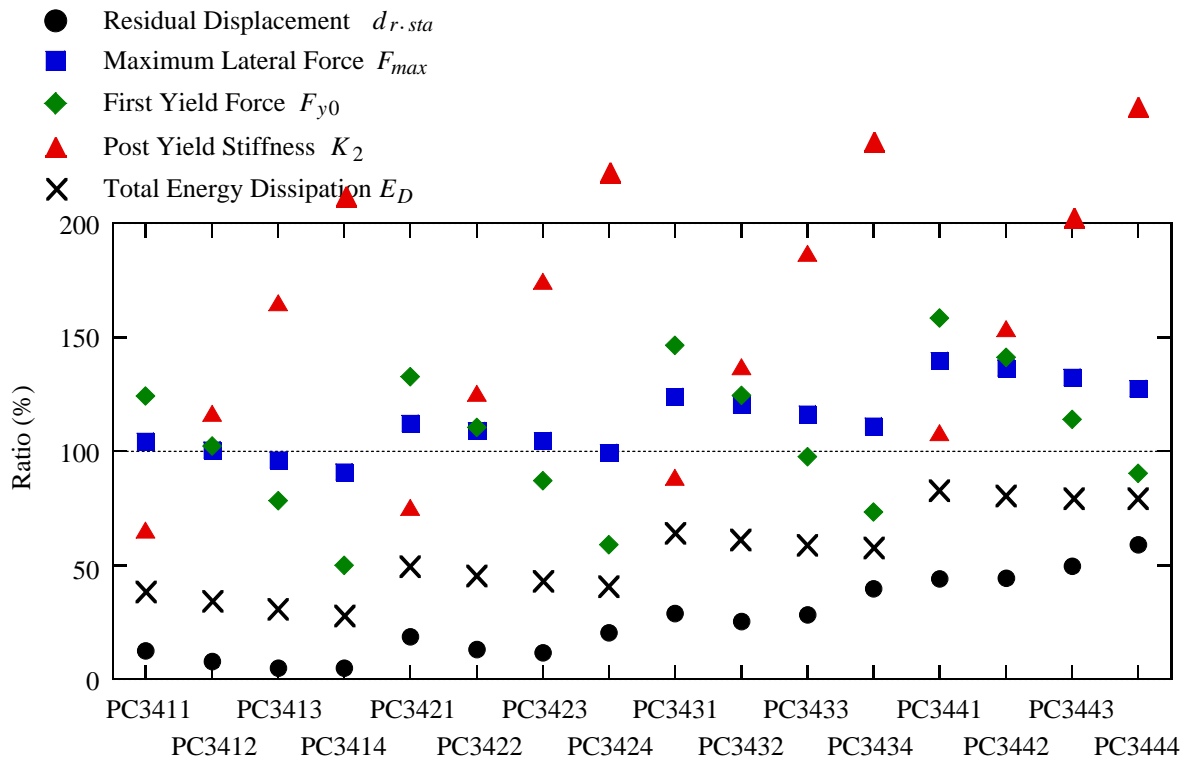 Residual Displacement d r·sta
Maximum Lateral Force F max
First Yield Force F y0
Post Yield Stiffness K 2
Total Energy Dissipation E D
200
150
100
50
0
Ratio (%)
PC3411 PC3413 PC3421 PC3423 PC3431 PC3433 PC3441 PC3443
PC3412 PC3414 PC3422 PC3424 PC3432 PC3434 PC3442 PC3444